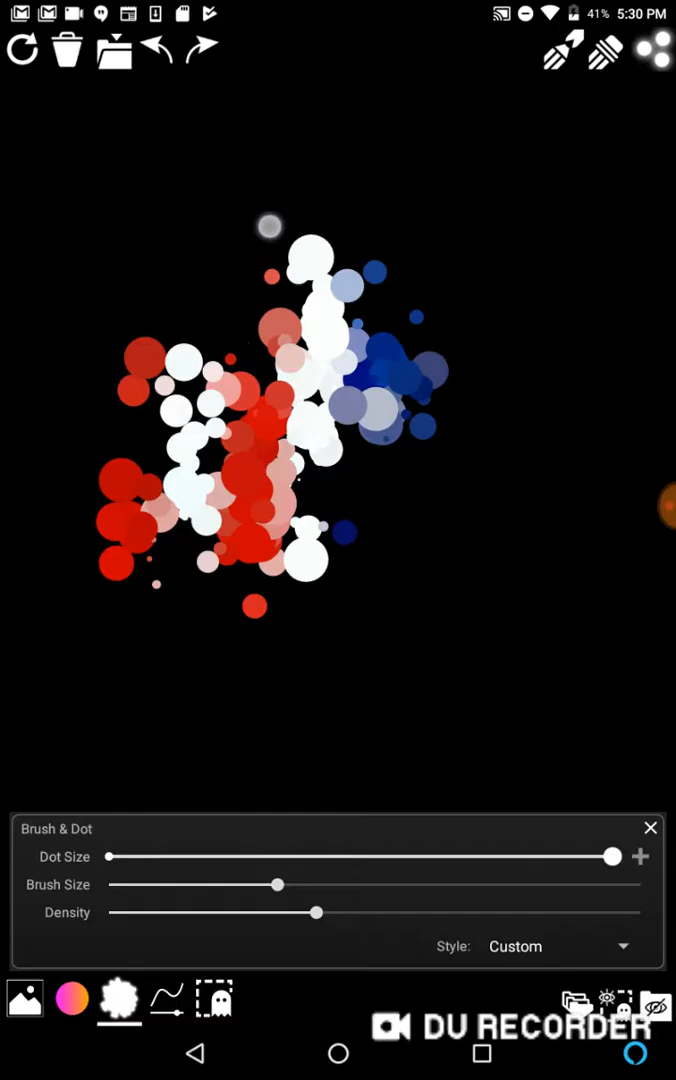 41% 5:30 PM
Brush & Dot
Dot Size
Brush Size
Density
Style: Custom
DU RECORDER